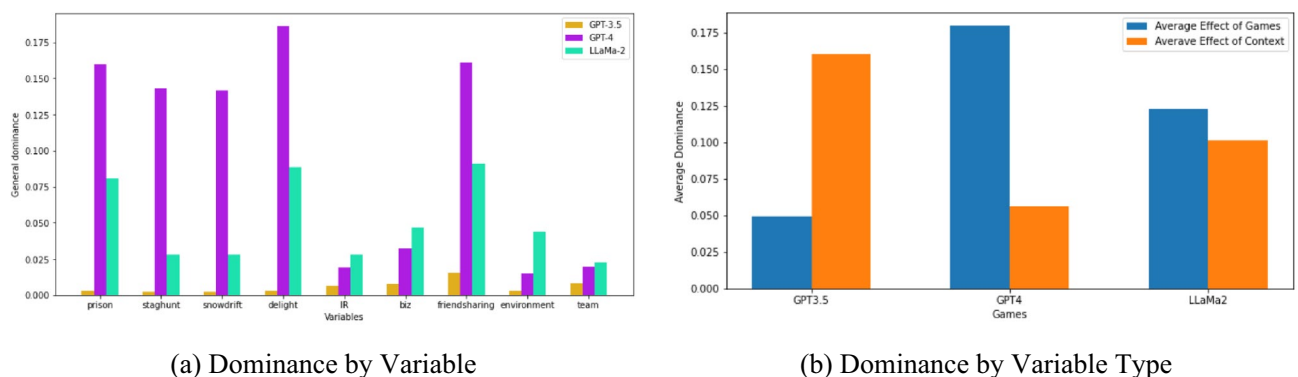 GPT-3.5
GPT-4
LLaMa-2
General dominance
0.175
0.150
0.125
0.100
0.075
0.050
0.025
0.000
prison staghunt snowdrift delight IR biz friendsharing environment team
Variables
(a) Dominance by Variable
Average Effect of Games
Averave Effect of Context
Average Dominance
0.175
0.150
0.125
0.100
0.075
0.050
0.025
0.000
GPT3.5 GPT4 LLaMa2
Games
(b) Dominance by Variable Type